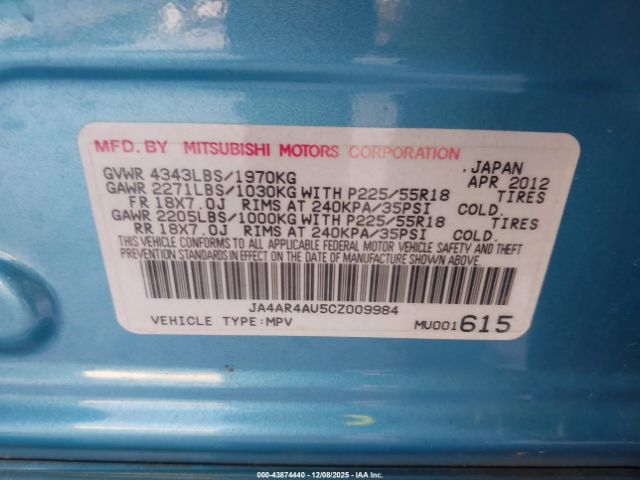 MFD. BY MITSUBISHI MOTORS CORPORATION
, JAPAN
GVWR 4343LBS/1970KG APR 2012
GAWR 2271LBS/1030KG WITH P225/55R18 TIRES
FR 18X7.0J RIMS AT 240KPA/35PSI COLD.
GAWR 2205LBS/1000KG WITH P225/55R18 TIRES
RR 18X7.0J RIMS AT 240KPA/35PSI COLD.
THIS VEHICLE CONFORMS TO ALL APPLICABLE FEDERAL MOTOR VEHICLE SAFETY AND THEFT
PREVENTION STANDARDS IN EFFECT ON THE DATE OF MANUFACTURE SHOWN ABOVE.
JA4AR4AU5CZ009984
VEHICLE TYPE:MPV MU001615
© IAA - 43874440 - 12/08/2025 - IAAI.COM